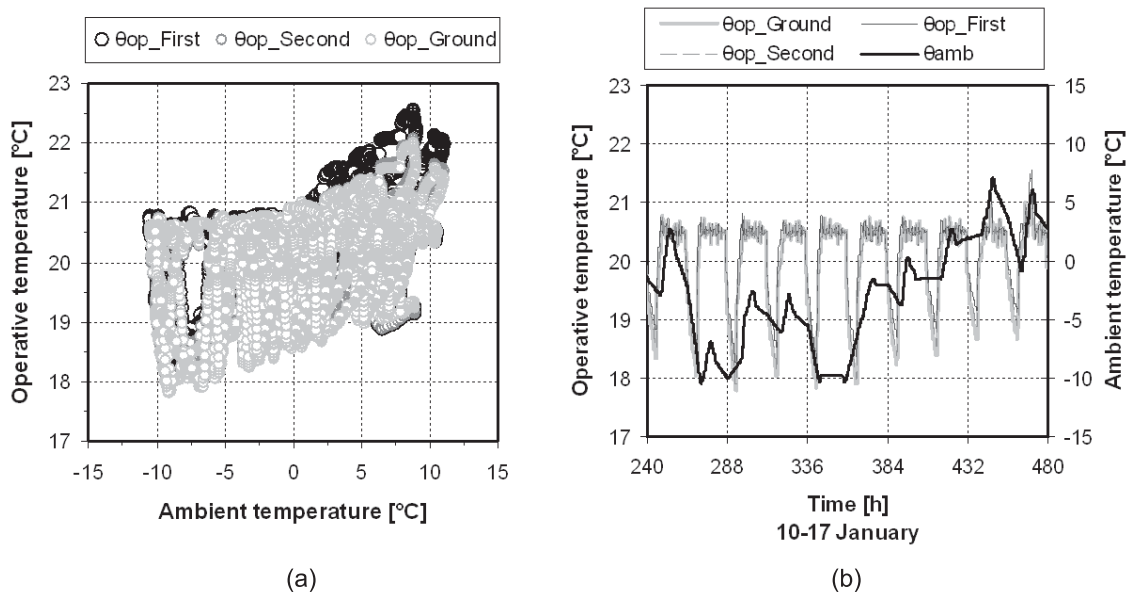 θop_First θop_Second θop_Ground
Operative temperature [°C]
23
22
21
20
19
18
17
-15 -10 -5 0 5 10 15
Ambient temperature [°C]
(a)
θop_Ground θop_First
θop_Second θamb
Operative temperature [°C]
23
22
21
20
19
18
17
15
10
5
0
-5
-10
-15
Ambient temperature [°C]
240 288 336 384 432 480
Time [h]
10-17 January
(b)